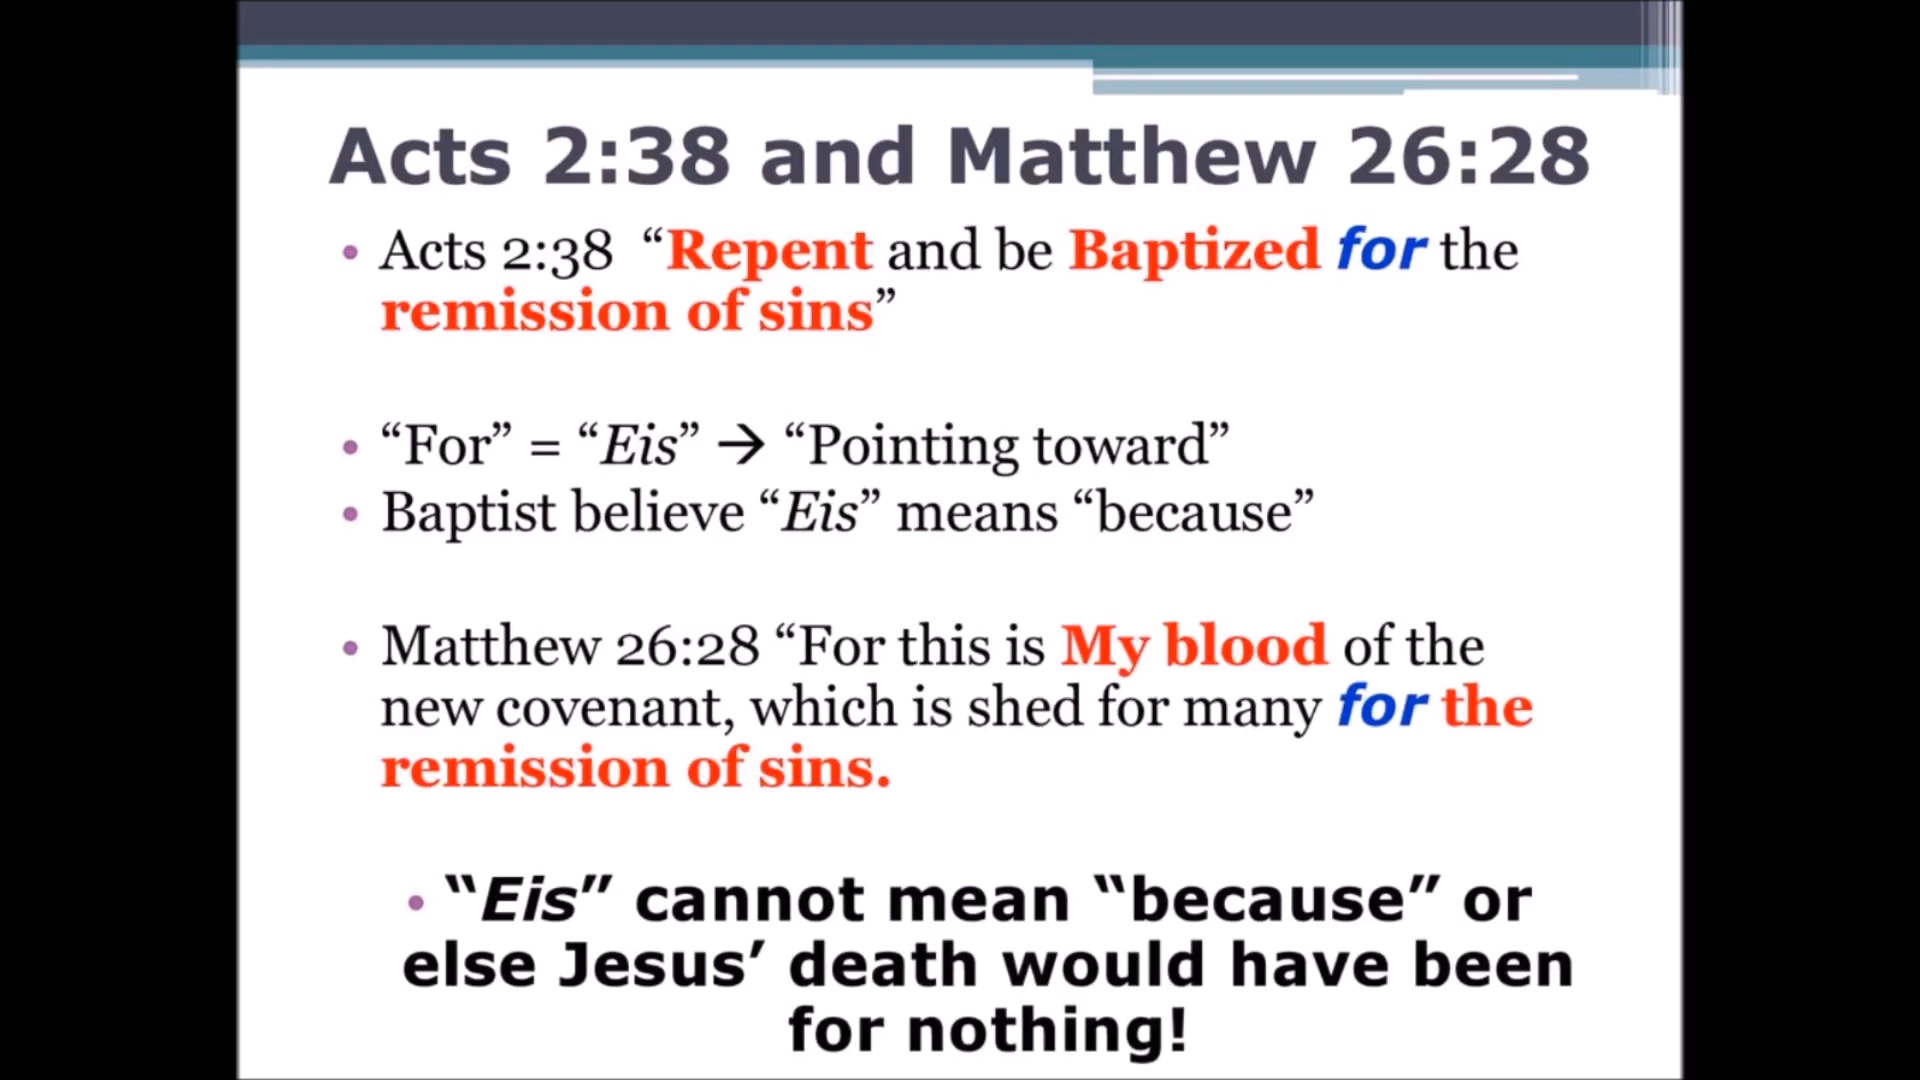 Acts 2:38 and Matthew 26:28
• Acts 2:38 “Repent and be Baptized for the
remission of sins”
• “For” = “Eis” → “Pointing toward”
• Baptist believe “Eis” means “because”
• Matthew 26:28 “For this is My blood of the
new covenant, which is shed for many for the
remission of sins.
• “Eis” cannot mean “because” or
else Jesus’ death would have been
for nothing!